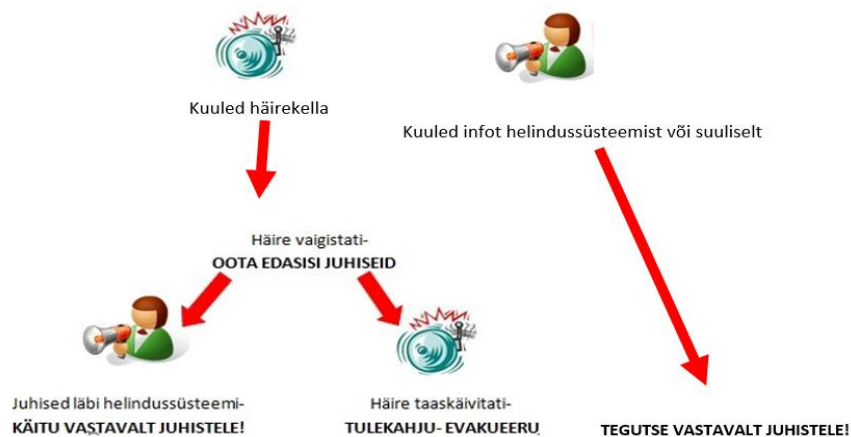 Kuuled häirekella
Kuuled infot helindussüsteemist või suuliselt
Häire vaigistati-
OOTA EDASISI JUHISEID
Juhised läbi helindussüsteemi-
KÄITU VASTAVALT JUHISTELE!
Häire taaskäivitati-
TULEKAHJU- EVAKUEERU
TEGUTSE VASTAVALT JUHISTELE!